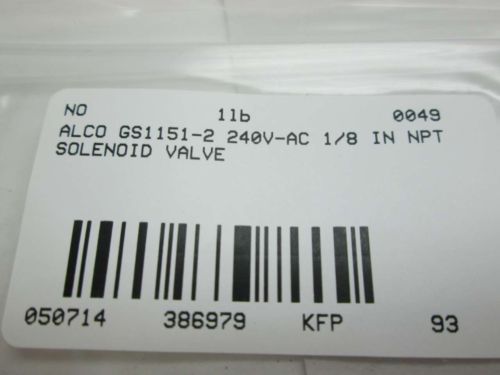 NO 1lb 0049
ALCO GS1151-2 240V-AC 1/8 IN NPT
SOLENOID VALVE
050714 386979 KFP 93